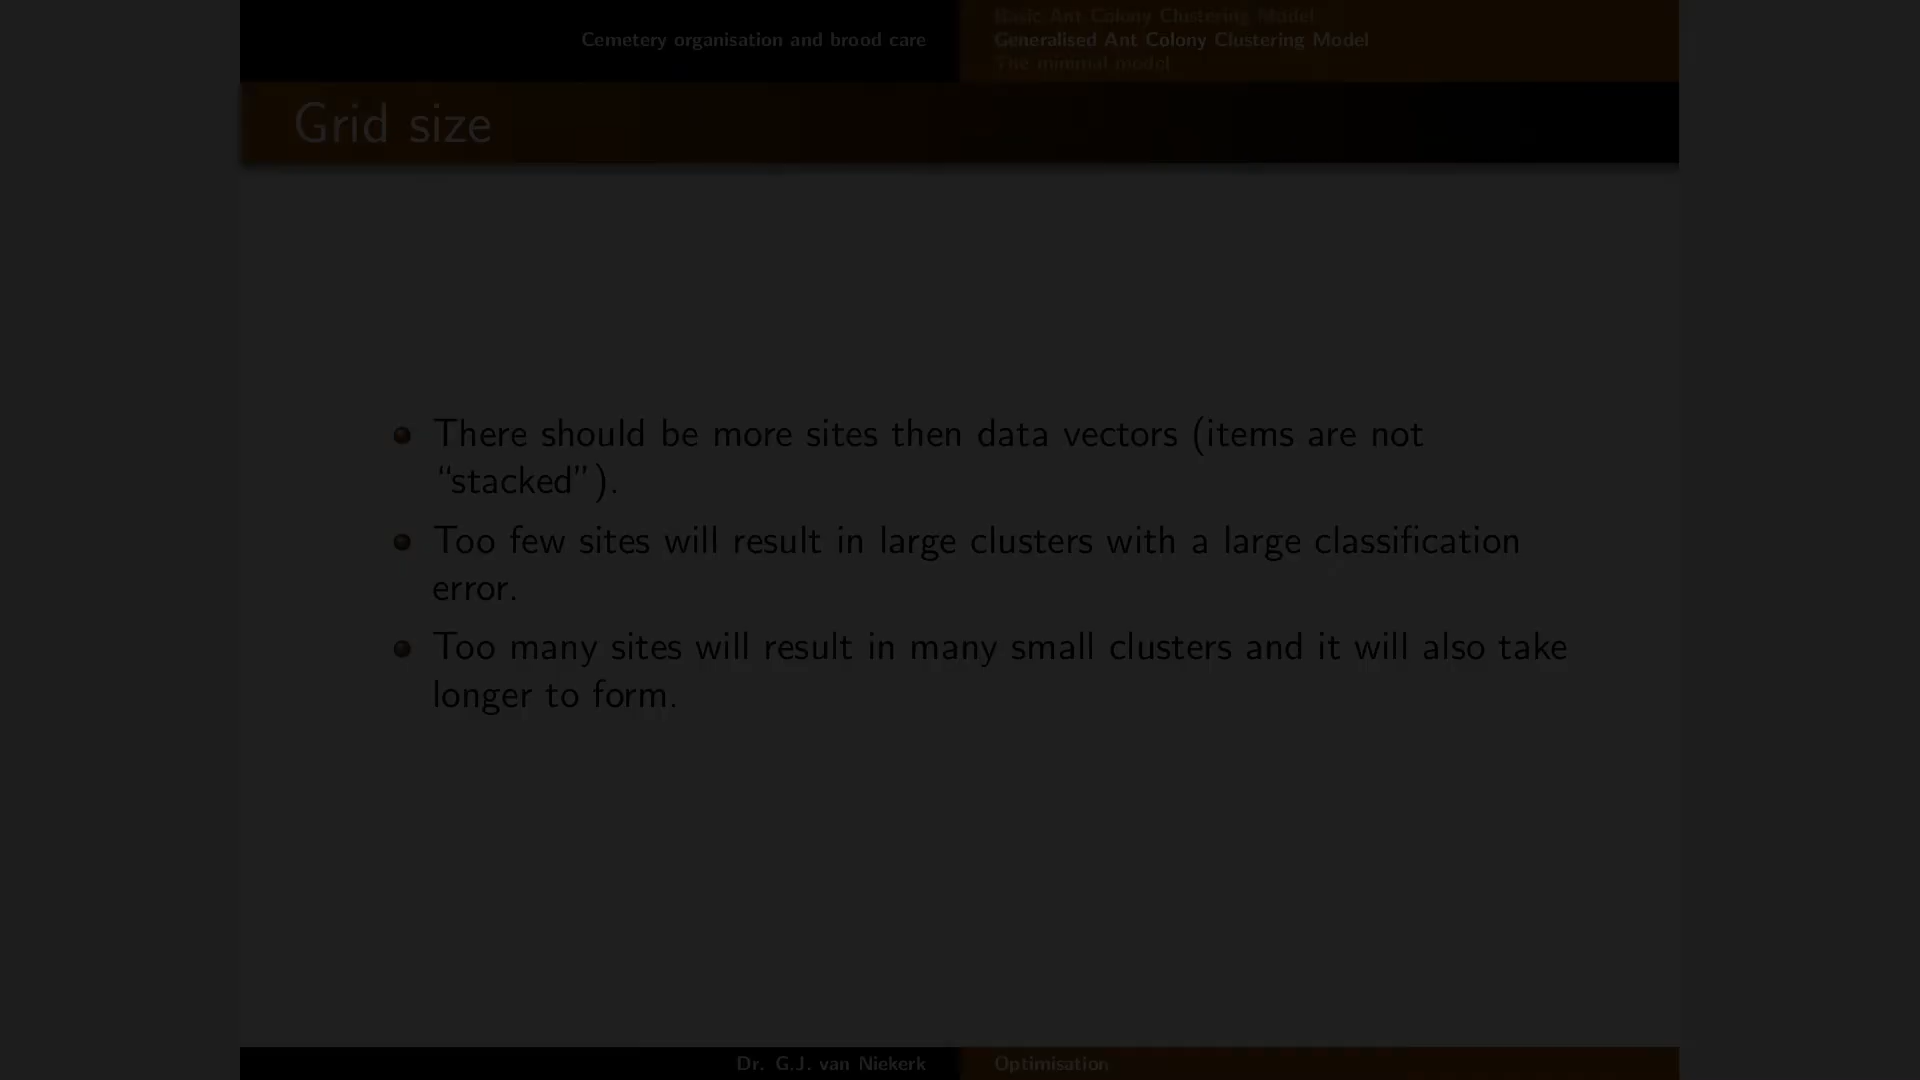 Cemetery organisation and brood care
Basic Ant Colony Clustering Model
Generalised Ant Colony Clustering Model
The minimal model
Grid size
There should be more sites then data vectors (items are not
“stacked”).
Too few sites will result in large clusters with a large classification
error.
Too many sites will result in many small clusters and it will also take
longer to form.
Dr. G.J. van Niekerk
Optimisation